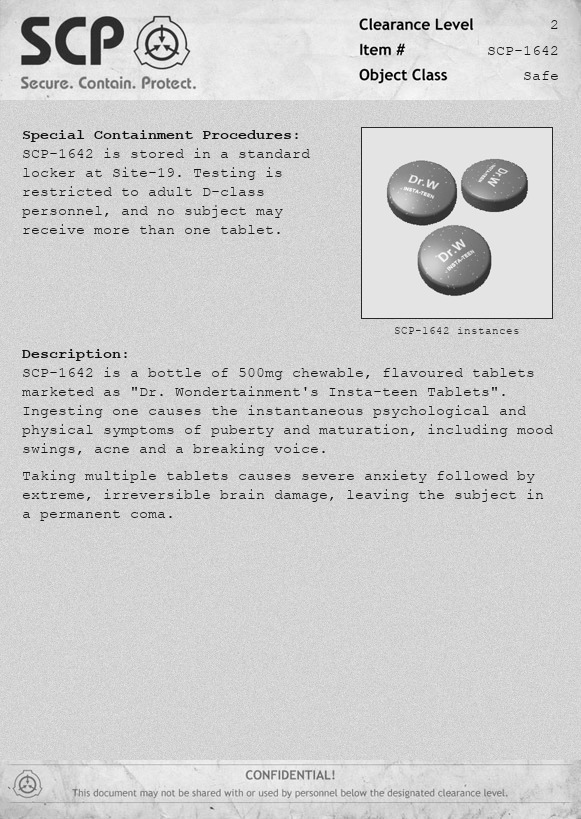 SCP
Secure. Contain. Protect.
Clearance Level 2
Item # SCP-1642
Object Class Safe
Special Containment Procedures:
SCP-1642 is stored in a standard
locker at Site-19. Testing is
restricted to adult D-class
personnel, and no subject may
receive more than one tablet.
Dr.W
INSTA-TEEN
Dr.W
INSTA-TEEN
Dr.W
INSTA-TEEN
SCP-1642 instances
Description:
SCP-1642 is a bottle of 500mg chewable, flavoured tablets
marketed as "Dr. Wondertainment's Insta-teen Tablets".
Ingesting one causes the instantaneous psychological and
physical symptoms of puberty and maturation, including mood
swings, acne and a breaking voice.
Taking multiple tablets causes severe anxiety followed by
extreme, irreversible brain damage, leaving the subject in
a permanent coma.
CONFIDENTIAL!
This document may not be shared with or used by personnel below the designated clearance level.